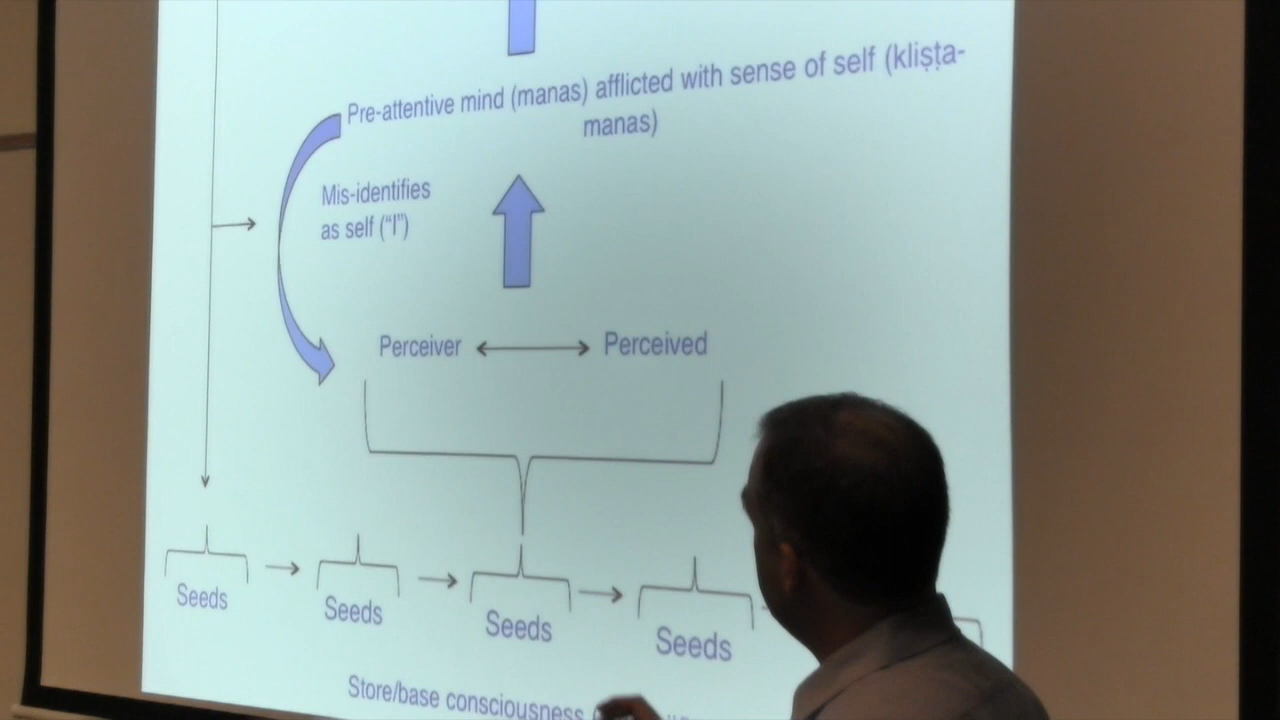 Pre-attentive mind (manas) afflicted with sense of self (kliṣṭa-
manas)
Mis-identifies
as self (“I”)
Perceiver
Perceived
Seeds
Seeds
Seeds
Seeds
Store/base consciousness